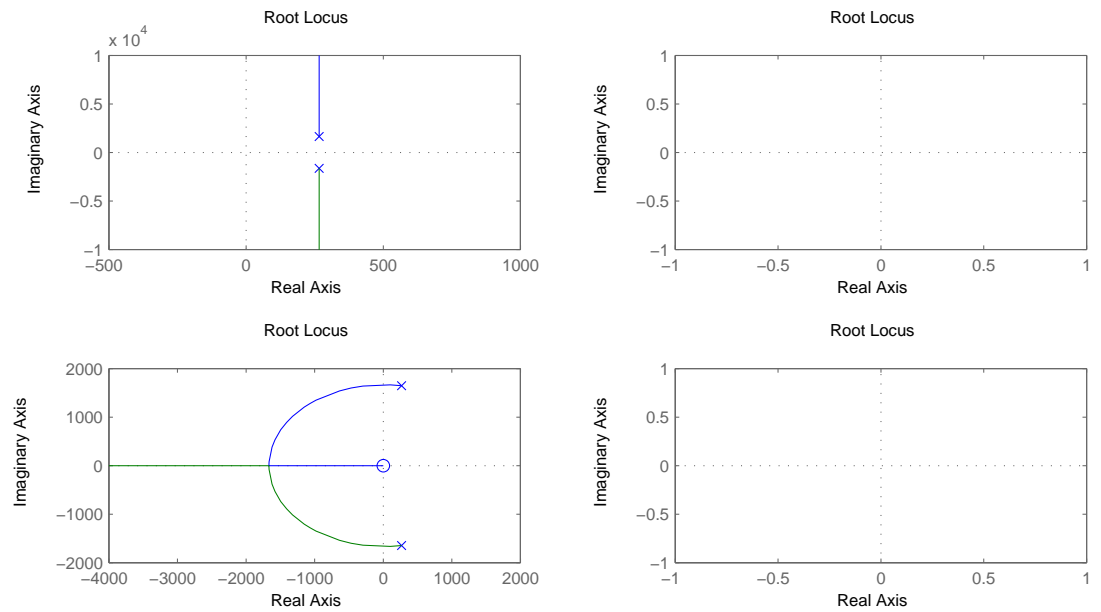 Root Locus
x 10^4
Imaginary Axis
1
0.5
0
−0.5
−1
−500 0 500 1000
Real Axis
Root Locus
Imaginary Axis
1
0.5
0
−0.5
−1
−1 −0.5 0 0.5 1
Real Axis
Root Locus
Imaginary Axis
2000
1000
0
−1000
−2000
−4000 −3000 −2000 −1000 0 1000 2000
Real Axis
Root Locus
Imaginary Axis
1
0.5
0
−0.5
−1
−1 −0.5 0 0.5 1
Real Axis